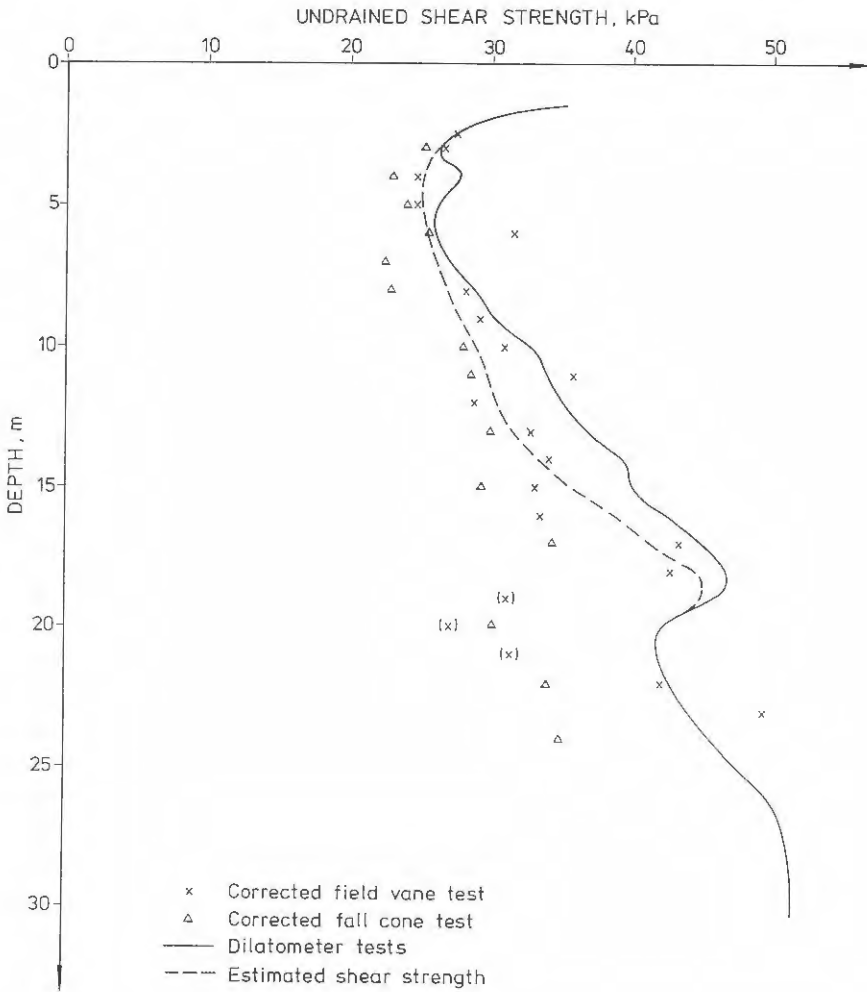 UNDRAINED SHEAR STRENGTH, kPa
0 10 20 30 40 50
0
5
10
15
20
25
30
DEPTH, m
(x)
(x)
(x)
x Corrected field vane test
△ Corrected fall cone test
Dilatometer tests
Estimated shear strength